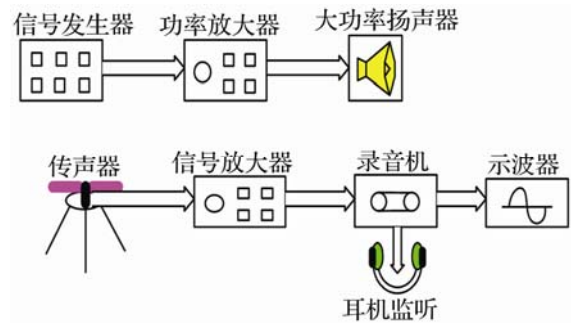 信号发生器
功率放大器
大功率扬声器
传声器
信号放大器
录音机
示波器
耳机监听